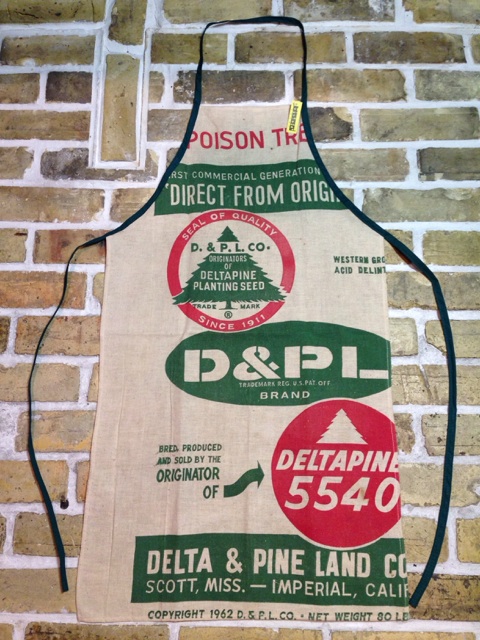 POISON TRE
RST COMMERCIAL GENERATION
"DIRECT FROM ORIGI
SEAL OF QUALITY
D. & P. L. CO.
ORIGINATORS
OF
DELTAPINE
PLANTING SEED
TRADE MARK
®
SINCE 1911
WESTERN GRO
ACID DELINT
D&PL
TRADEMARK REG. U.S. PAT. OFF
BRAND
BRED, PRODUCED
AND SOLD BY THE
ORIGINATOR
OF
DELTAPINE
5540
DELTA & PINE LAND CO
SCOTT, MISS. — IMPERIAL, CALIF
COPYRIGHT 1962 D. & P. L. CO. • NET WEIGHT 80 LB